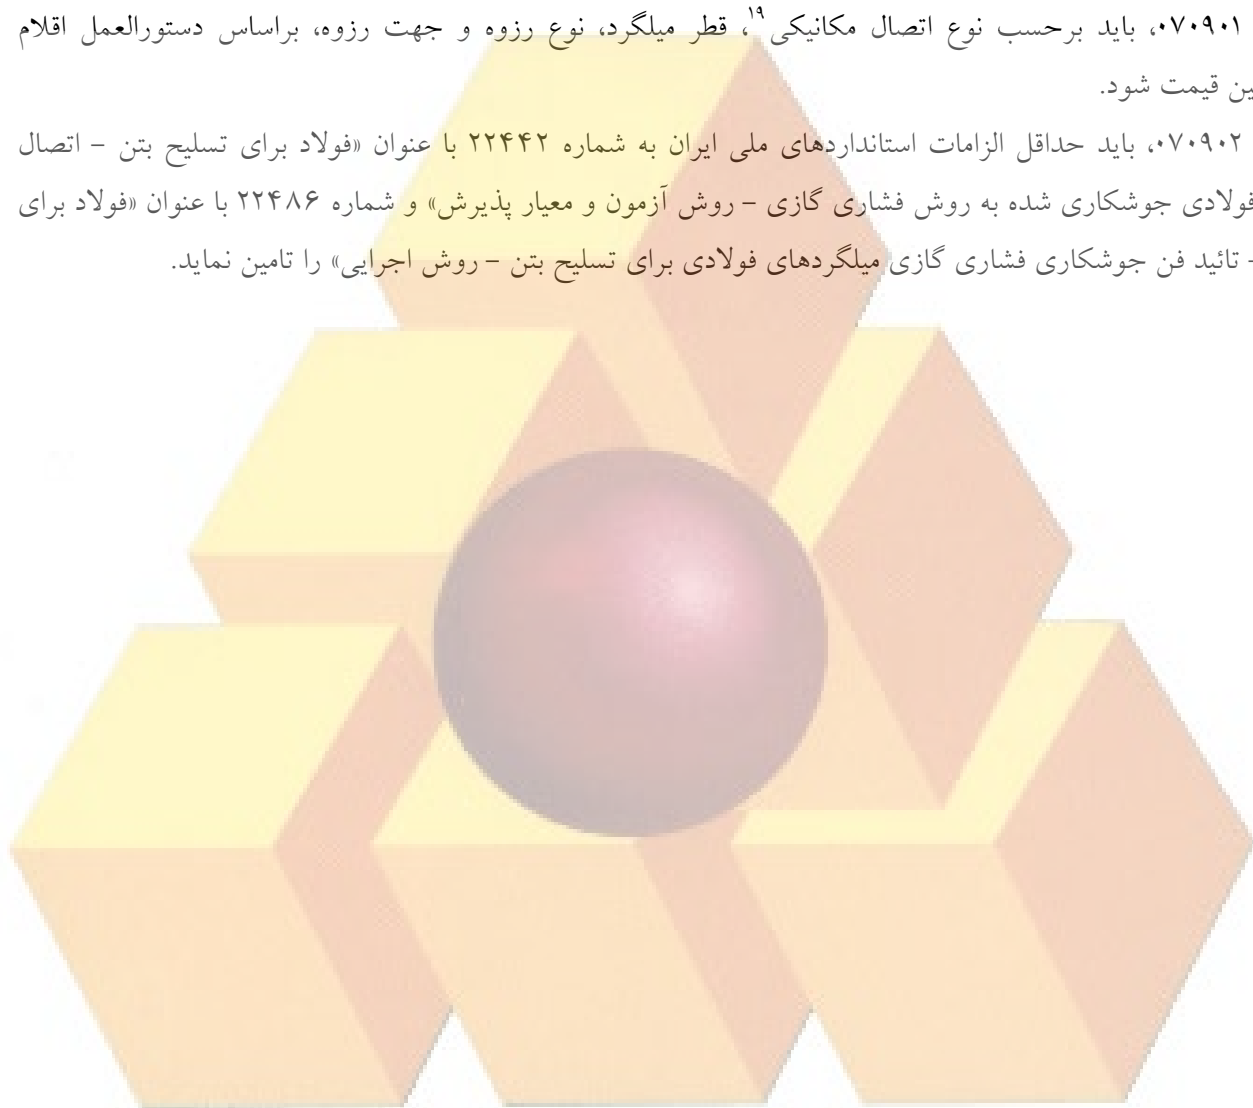 ۰۷۰۹۰۱، باید برحسب نوع اتصال مکانیکی۱۹، قطر میلگرد، نوع رزوه و جهت رزوه، براساس دستورالعمل اقلام
ین قیمت شود.
۰۷۰۹۰۲، باید حداقل الزامات استانداردهای ملی ایران به شماره ۲۲۴۴۲ با عنوان «فولاد برای تسلیح بتن – اتصال
فولادی جوشکاری شده به روش فشاری گازی – روش آزمون و معیار پذیرش» و شماره ۲۲۴۸۶ با عنوان «فولاد برای
- تائید فن جوشکاری فشاری گازی میلگردهای فولادی برای تسلیح بتن – روش اجرایی» را تامین نماید.